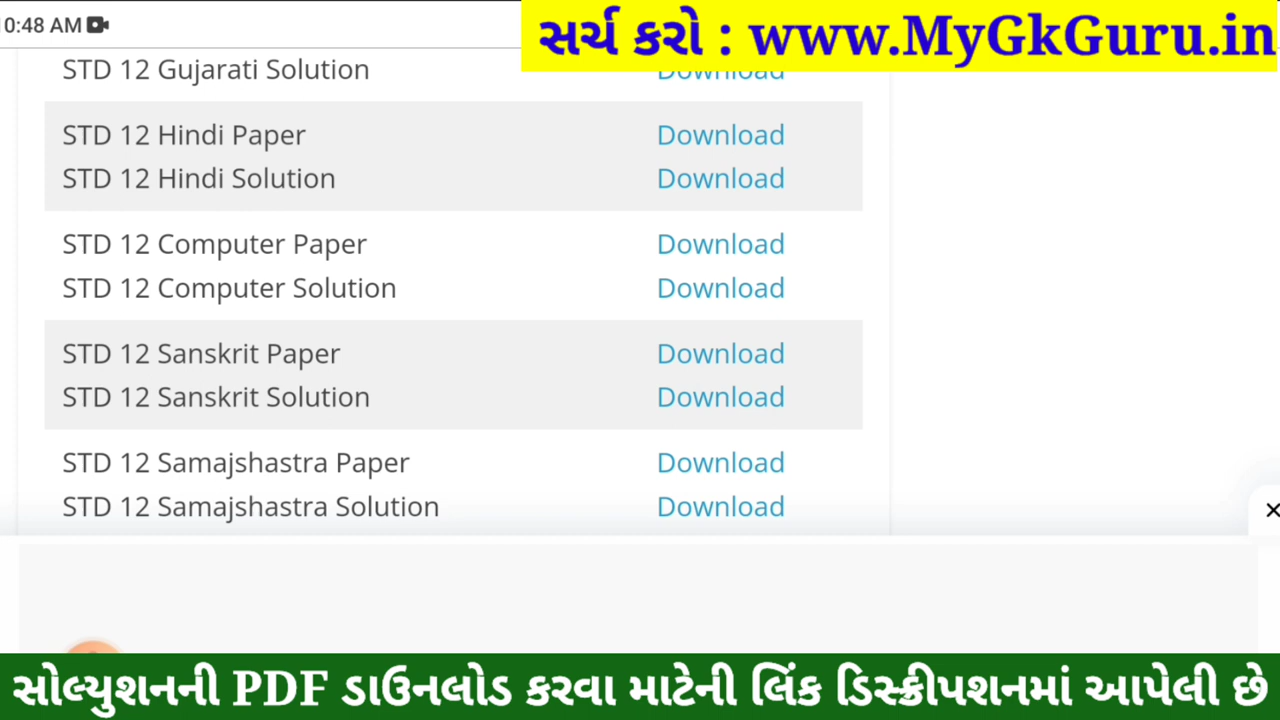 0:48 AM
સર્ચ કરો : www.MyGkGuru.in
STD 12 Gujarati Solution Download
STD 12 Hindi Paper Download
STD 12 Hindi Solution Download
STD 12 Computer Paper Download
STD 12 Computer Solution Download
STD 12 Sanskrit Paper Download
STD 12 Sanskrit Solution Download
STD 12 Samajshastra Paper Download
STD 12 Samajshastra Solution Download
સોલ્યુશનની PDF ડાઉનલોડ કરવા માટેની લિંક ડિસ્ક્રીપશનમાં આપેલી છે